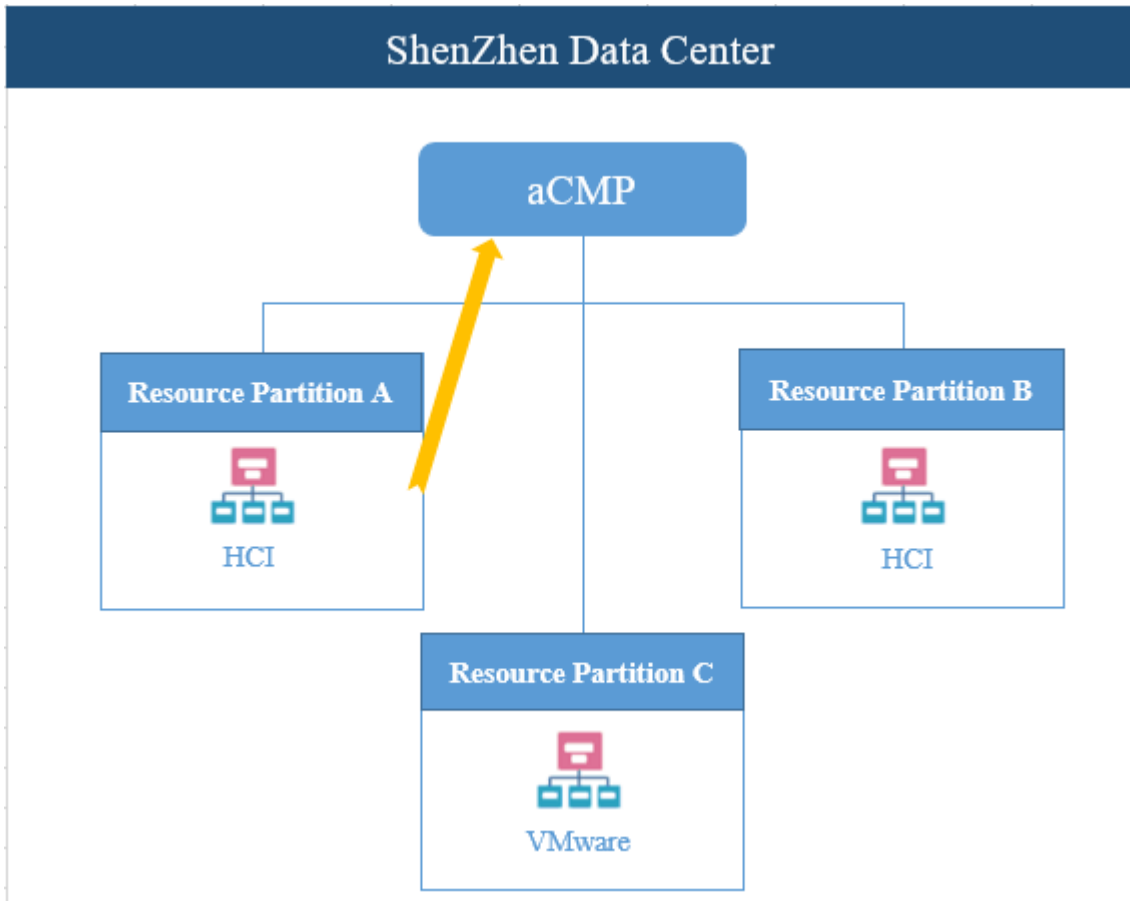 ShenZhen Data Center
aCMP
Resource Partition A
HCI
Resource Partition B
HCI
Resource Partition C
VMware